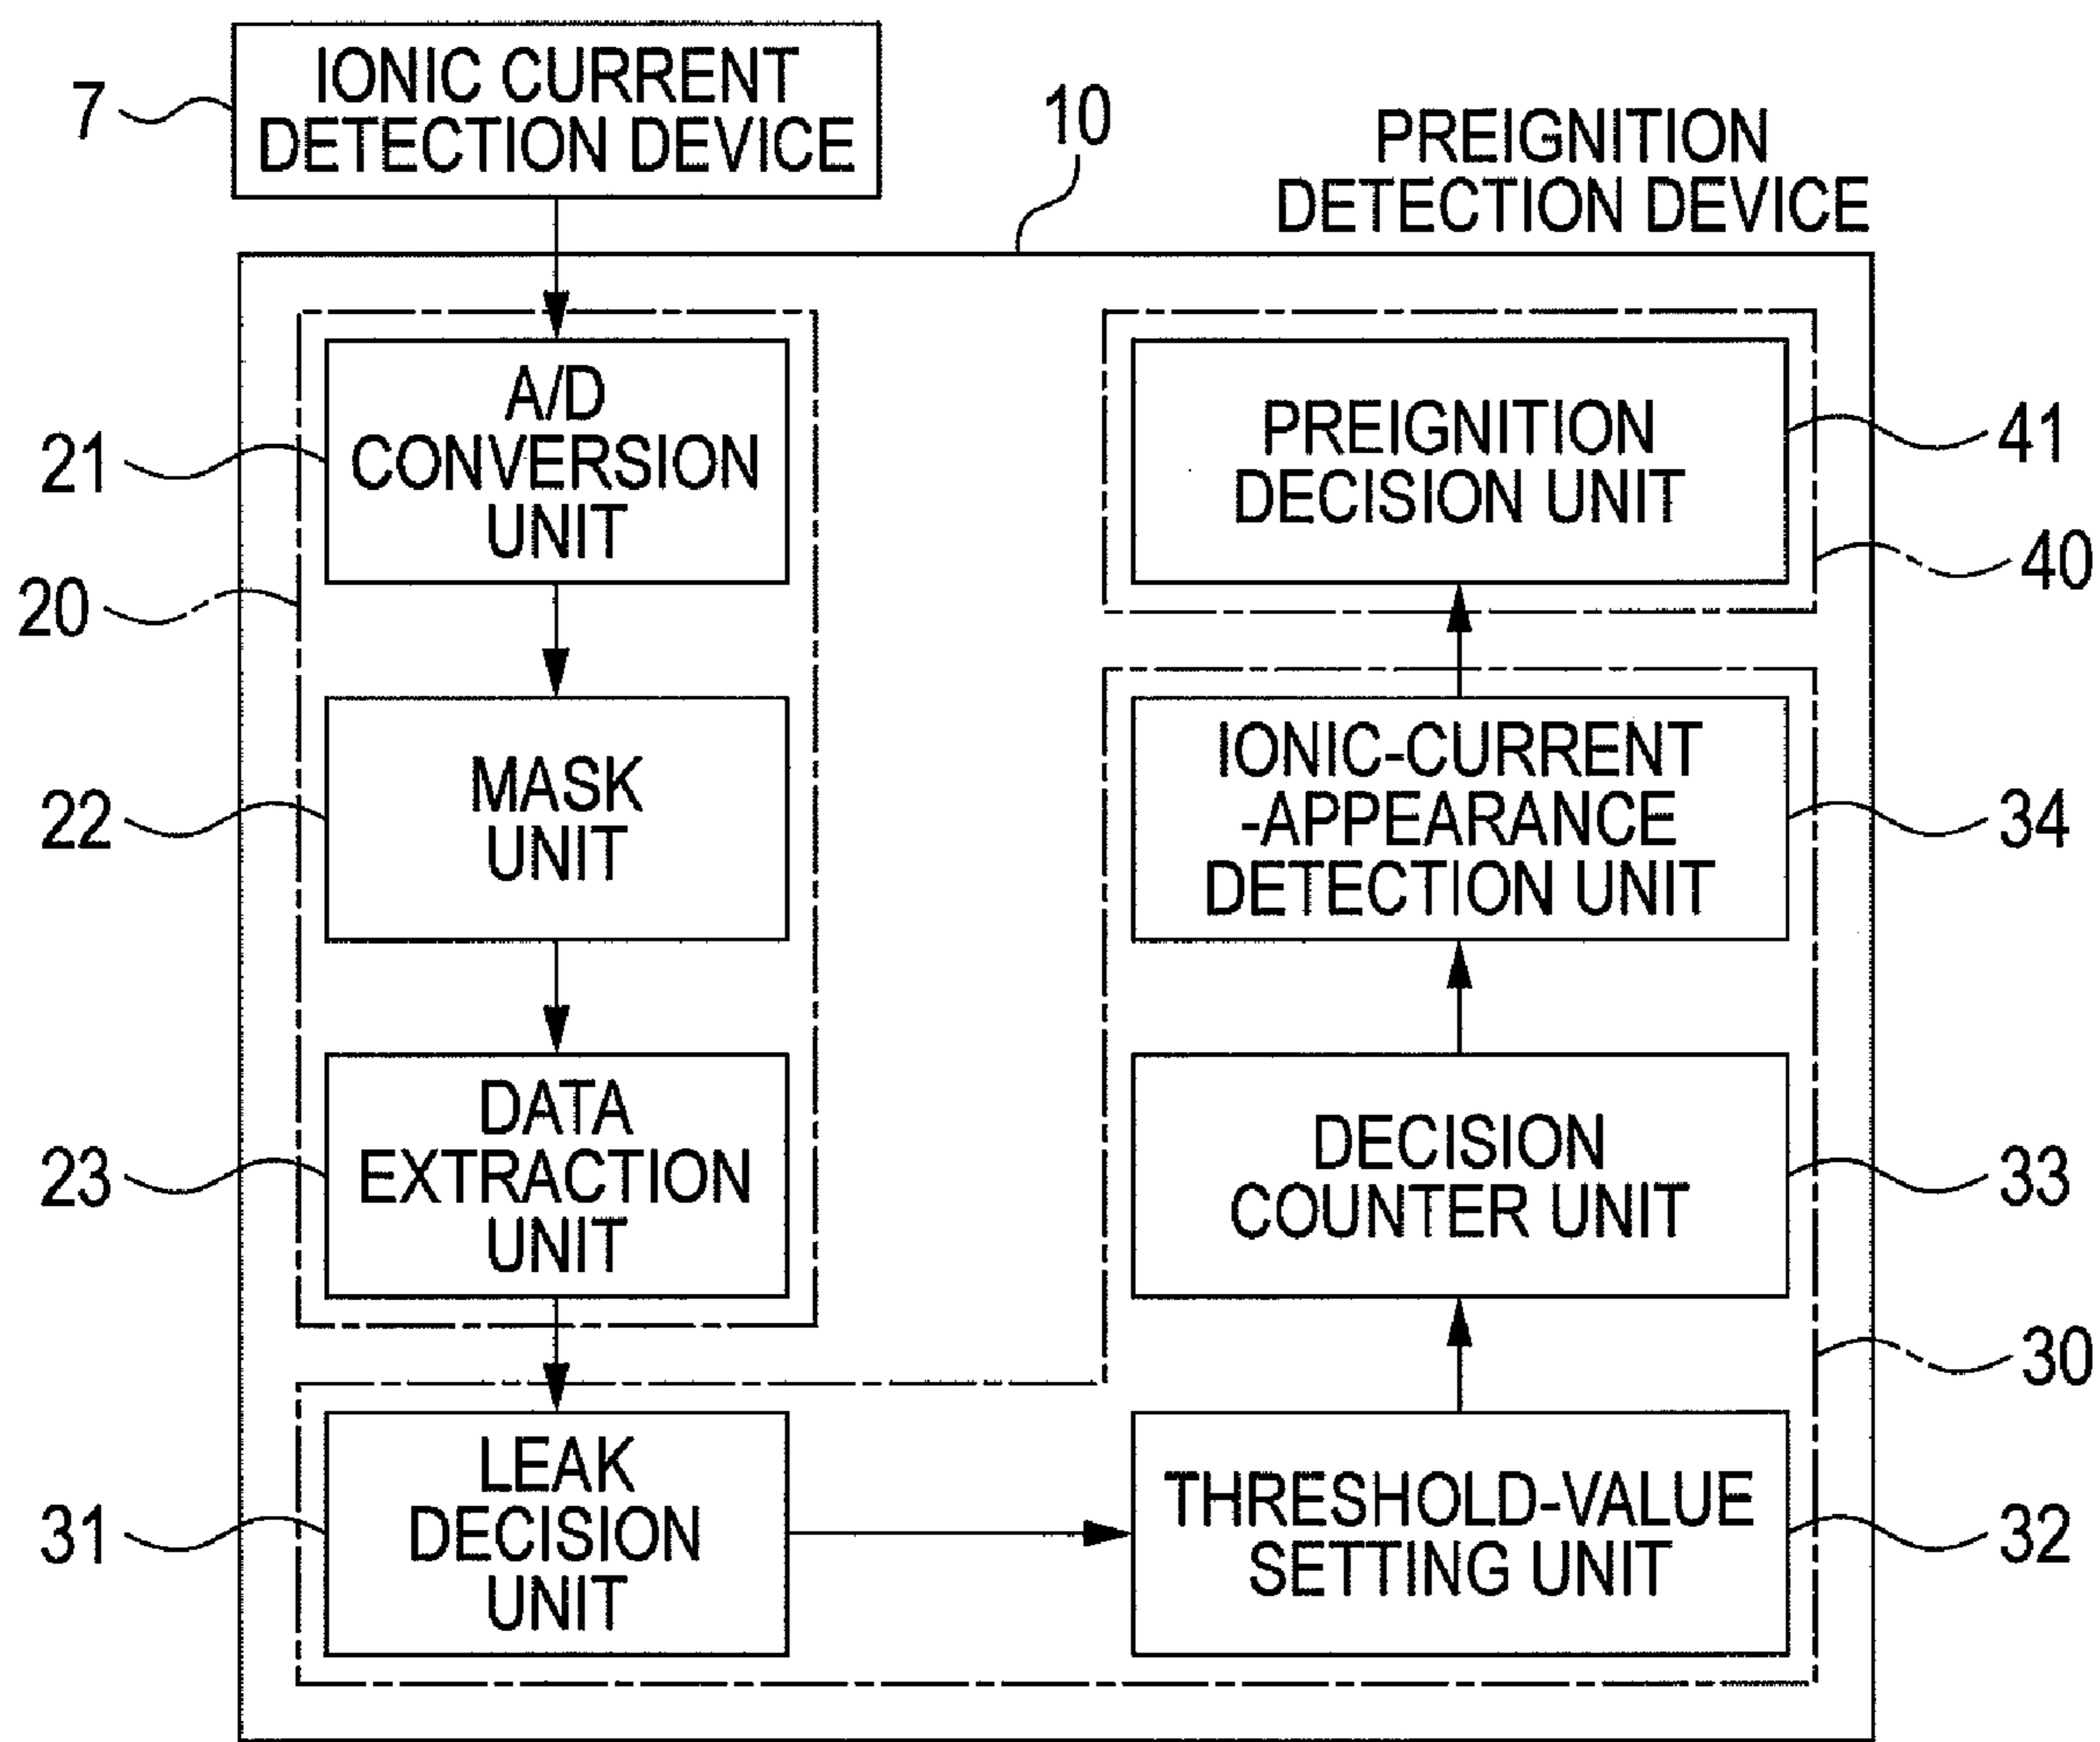 7
IONIC CURRENT
DETECTION DEVICE
10
PREIGNITION
DETECTION DEVICE
21
A/D
CONVERSION
UNIT
20
22
MASK
UNIT
23
DATA
EXTRACTION
UNIT
31
LEAK
DECISION
UNIT
PREIGNITION
DECISION UNIT
41
40
IONIC-CURRENT
-APPEARANCE
DETECTION UNIT
34
DECISION
COUNTER UNIT
33
30
THRESHOLD-VALUE
SETTING UNIT
32